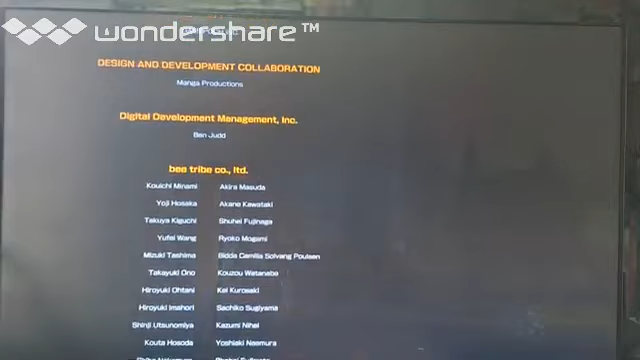 wondershare™
DESIGN AND DEVELOPMENT COLLABORATION
Manga Productions
Digital Development Management, Inc.
Ben Judd
bee tribe co., ltd.
Kouichi Minami Akira Masuda
Yoji Hosaka Akane Kawataki
Takuya Kiguchi Shuhei Fujinaga
Yufei Wang Ryoko Mogami
Mizuki Tashima Bidda Camilla Solvang Poulsen
Takayuki Ono Kouzou Watanabe
Hiroyuki Ohtani Kei Kurosaki
Hiroyuki Imahori Sachiko Sugiyama
Shinji Utsunomiya Kazumi Nihei
Kouta Hosoda Yoshiaki Nasmura